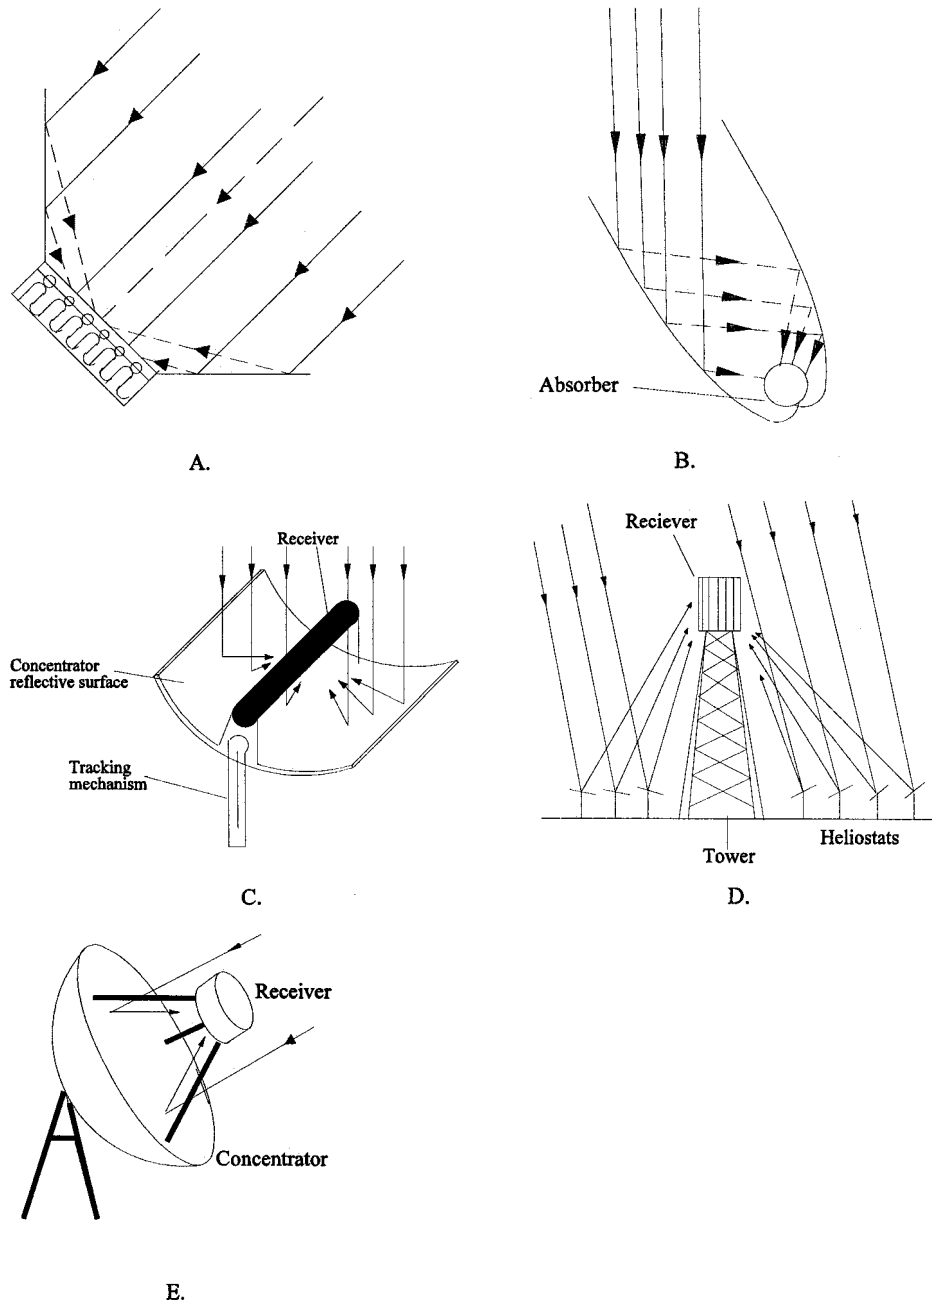 A.
Absorber
B.
Receiver
Concentrator
reflective surface
Tracking
mechanism
C.
Reciever
Heliostats
Tower
D.
Receiver
Concentrator
E.